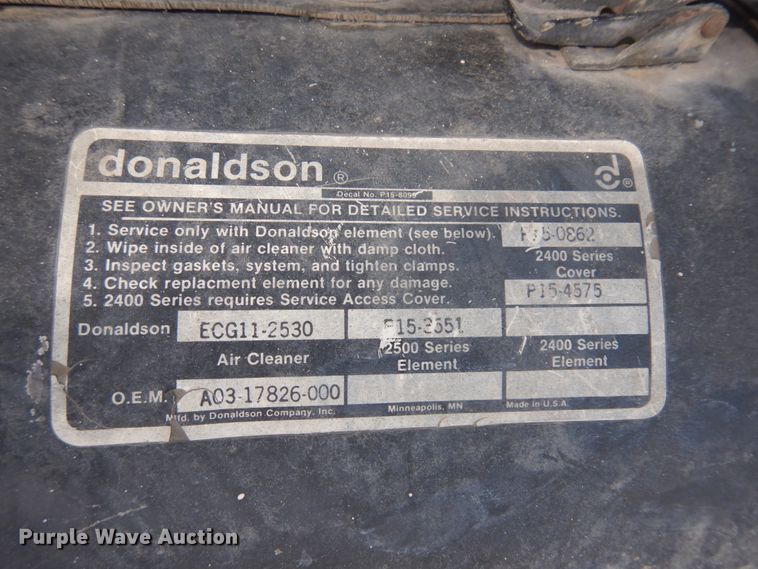 donaldson ®
Decal No. P15-8095
SEE OWNER'S MANUAL FOR DETAILED SERVICE INSTRUCTIONS.
1. Service only with Donaldson element (see below). P15-0862
2. Wipe inside of air cleaner with damp cloth. 2400 Series
3. Inspect gaskets, system, and tighten clamps. Cover
4. Check replacement element for any damage. P15-4575
5. 2400 Series requires Service Access Cover.
Donaldson ECG11-2530 P15-3551
Air Cleaner 2500 Series 2400 Series
Element Element
O.E.M. A03-17826-000
Mfd. by Donaldson Company, Inc. Minneapolis, MN Made in U.S.A.
Purple Wave Auction